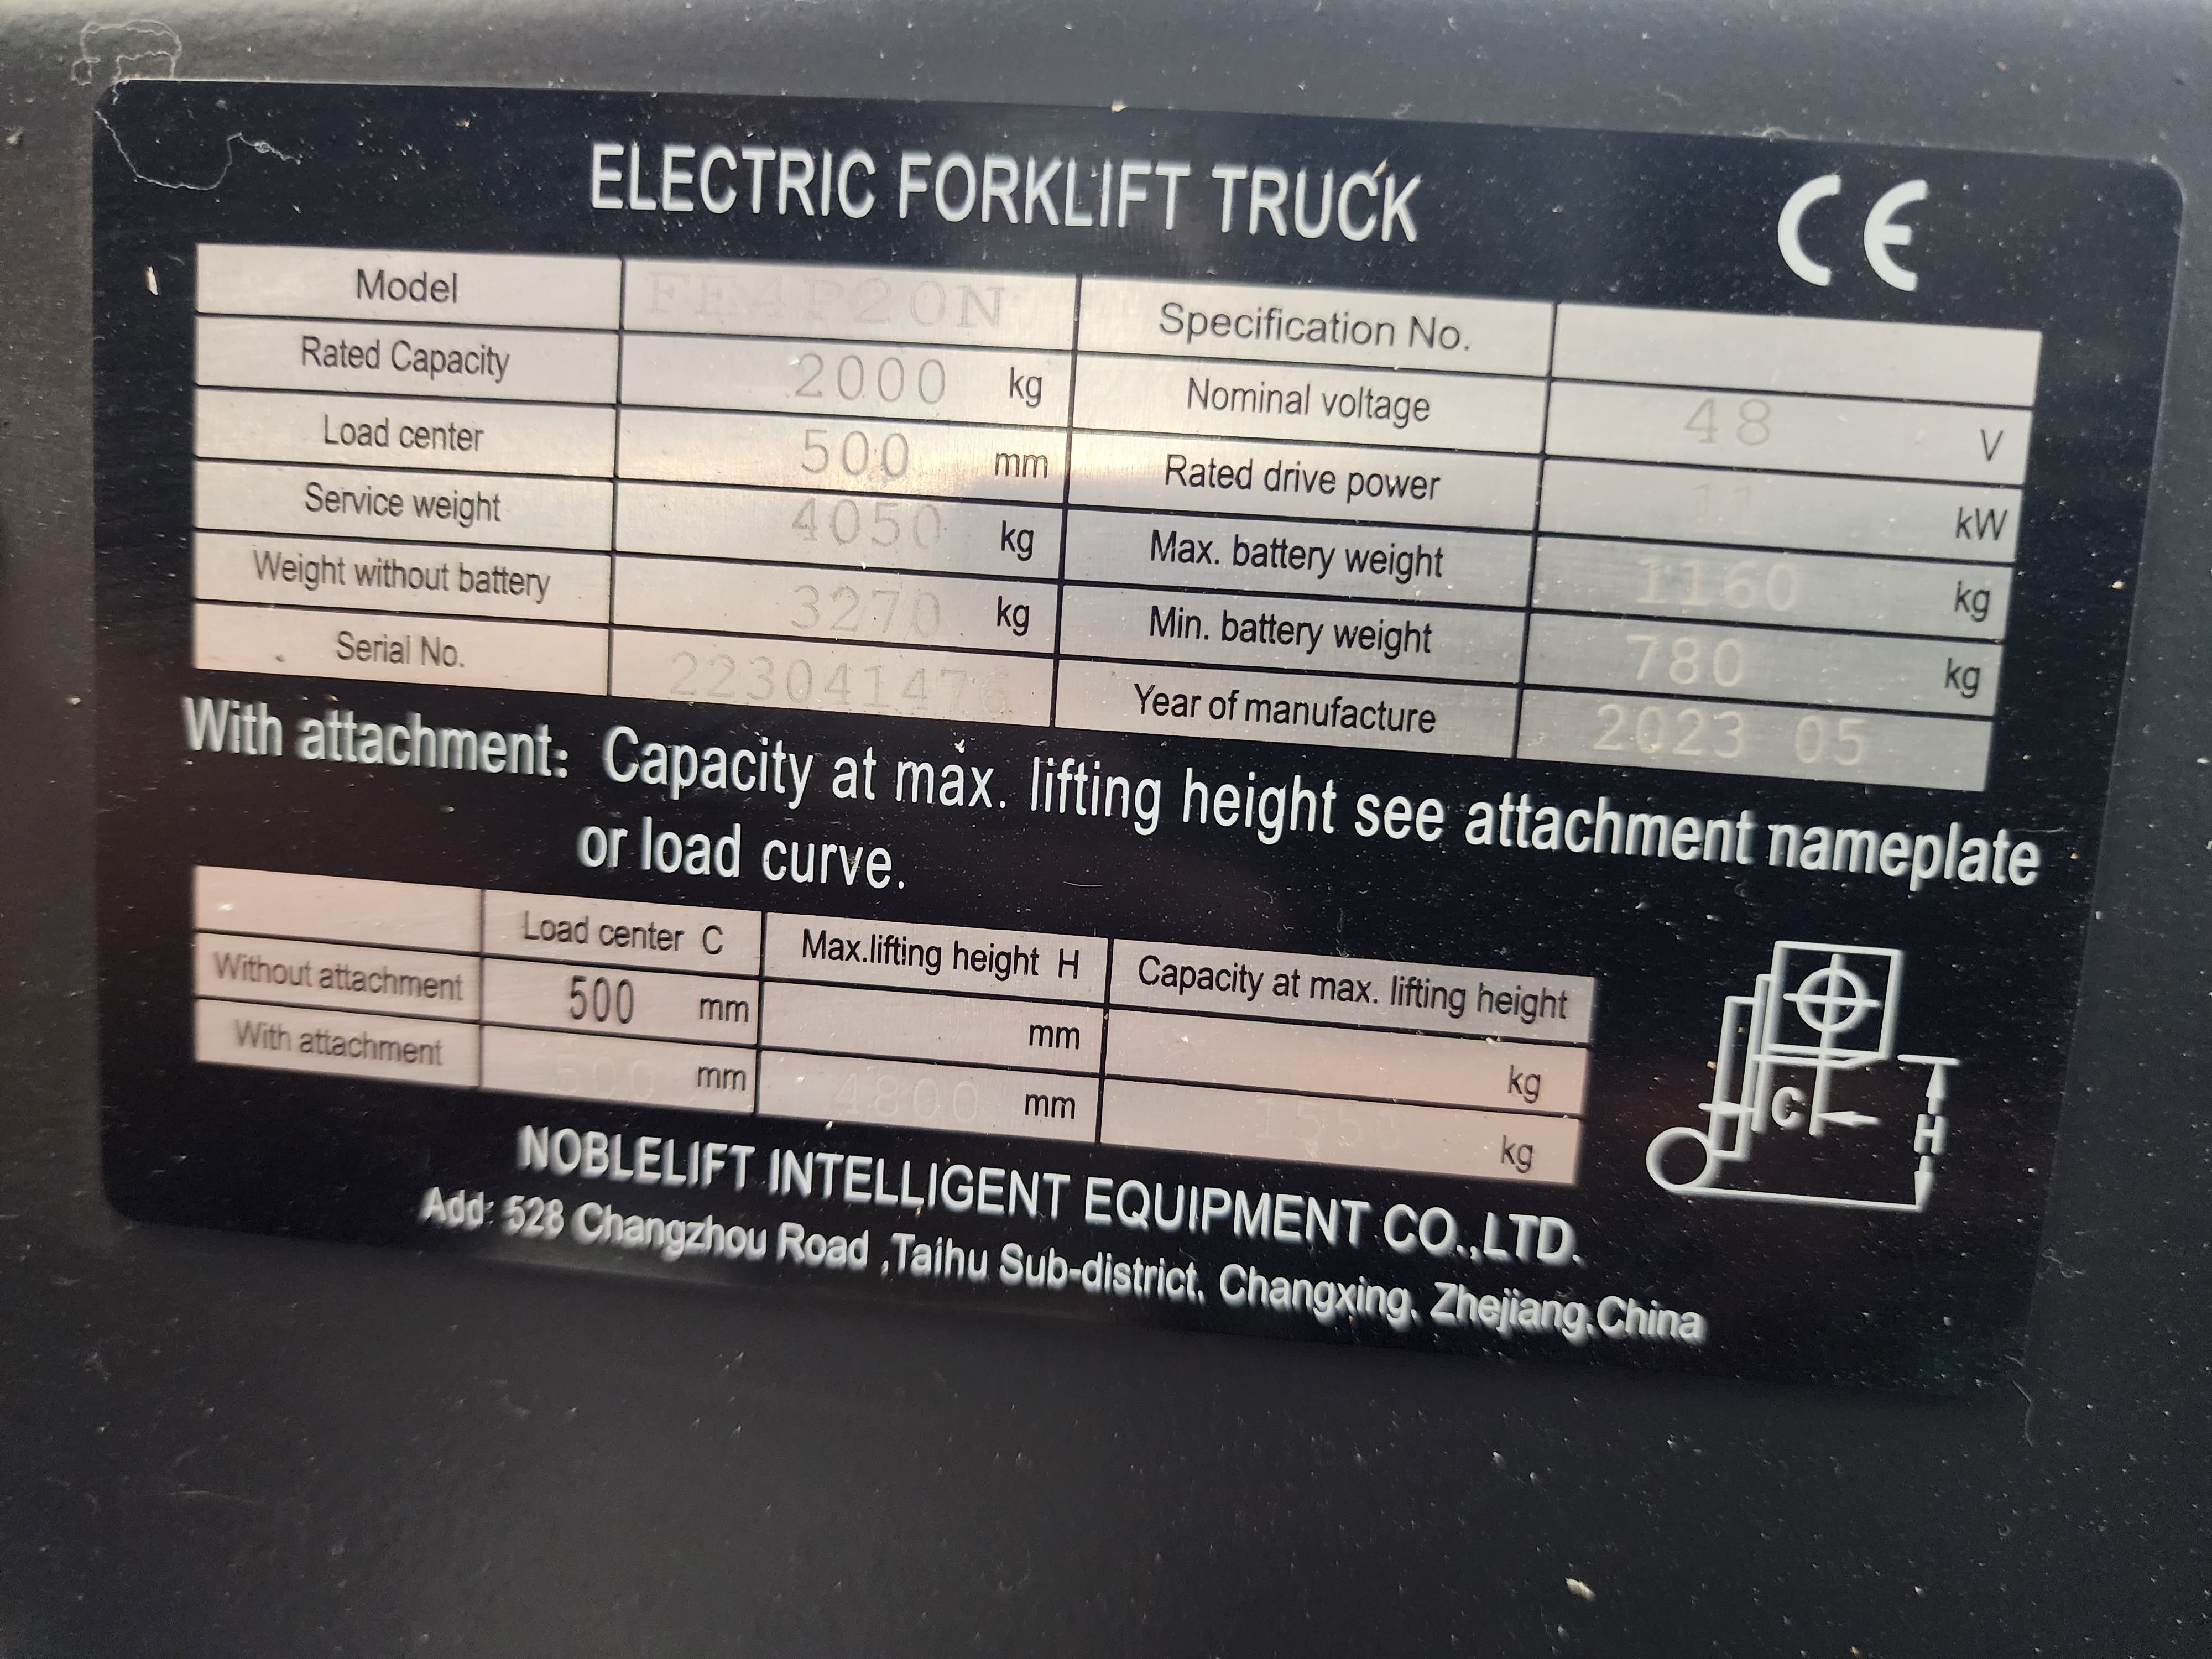 ELECTRIC FORKLIFT TRUCK CE
Model FE4P20N Specification No.
Rated Capacity 2000 kg Nominal voltage 48 V
Load center 500 mm Rated drive power 11 kW
Service weight 4050 kg Max. battery weight 1160 kg
Weight without battery 3270 kg Min. battery weight 780 kg
Serial No. 223041476 Year of manufacture 2023 05
With attachment: Capacity at max. lifting height see attachment nameplate
or load curve.
Load center C Max.lifting height H Capacity at max. lifting height
Without attachment 500 mm mm kg
With attachment 500 mm 4800 mm 1550 kg
C
H
NOBLELIFT INTELLIGENT EQUIPMENT CO.,LTD.
Add: 528 Changzhou Road ,Taihu Sub-district, Changxing, Zhejiang,China